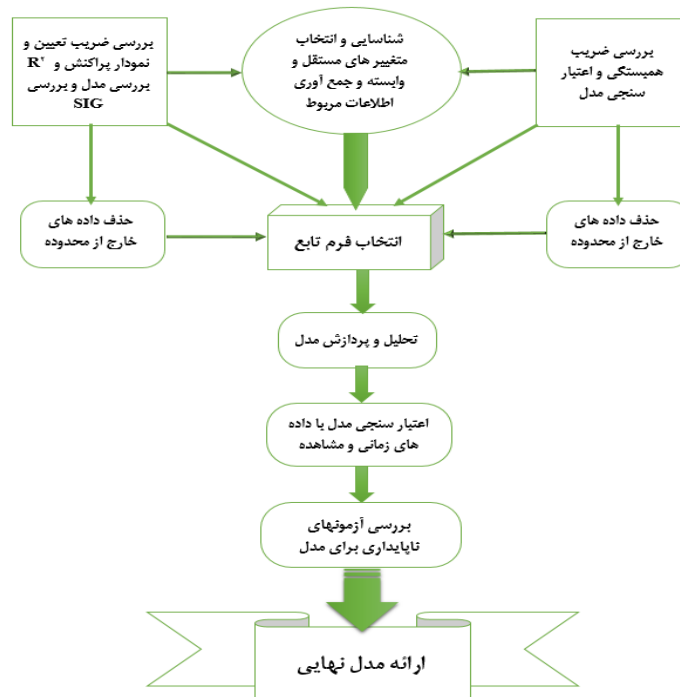 بررسی ضریب تعیین و
نمودار پراکنش و R²
بررسی مدل و بررسی
SIG
شناسایی و انتخاب
متغییر های مستقل و
وابسته و جمع آوری
اطلاعات مربوط
بررسی ضریب
همبستگی و اعتبار
سنجی مدل
حذف داده های
خارج از محدوده
انتخاب فرم تابع
حذف داده های
خارج از محدوده
تحلیل و پردازش مدل
اعتبار سنجی مدل با داده
های زمانی و مشاهده
بررسی آزمونهای
ناپایداری برای مدل
ارائه مدل نهایی